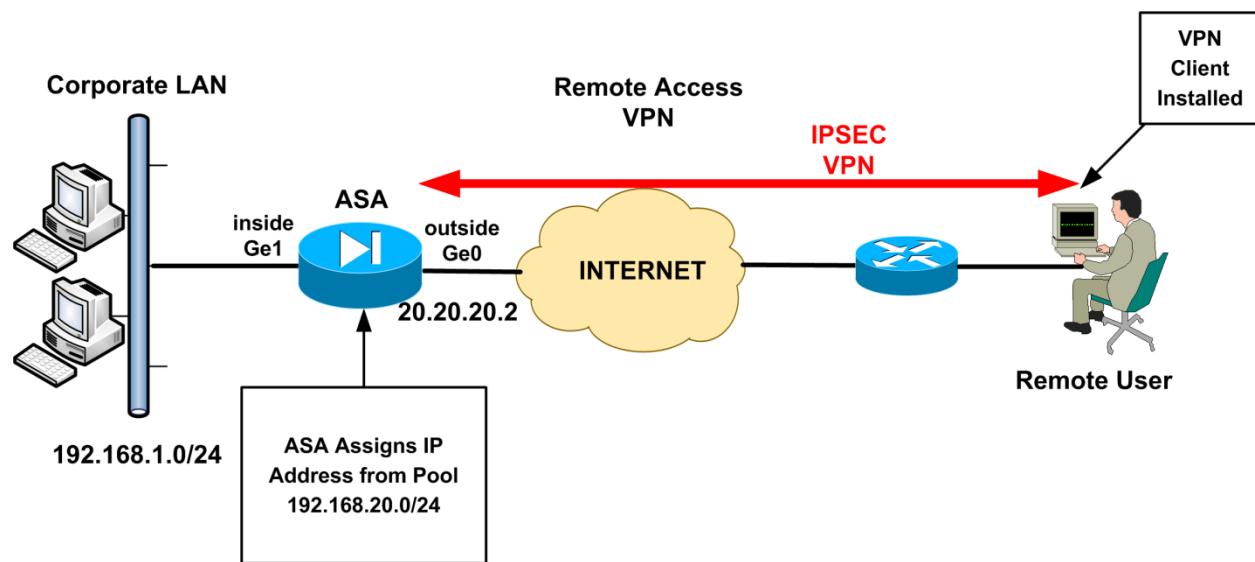 VPN
Client
Installed
Corporate LAN
Remote Access
VPN
IPSEC
VPN
ASA
inside
Ge1
outside
Ge0
INTERNET
20.20.20.2
Remote User
192.168.1.0/24
ASA Assigns IP
Address from Pool
192.168.20.0/24